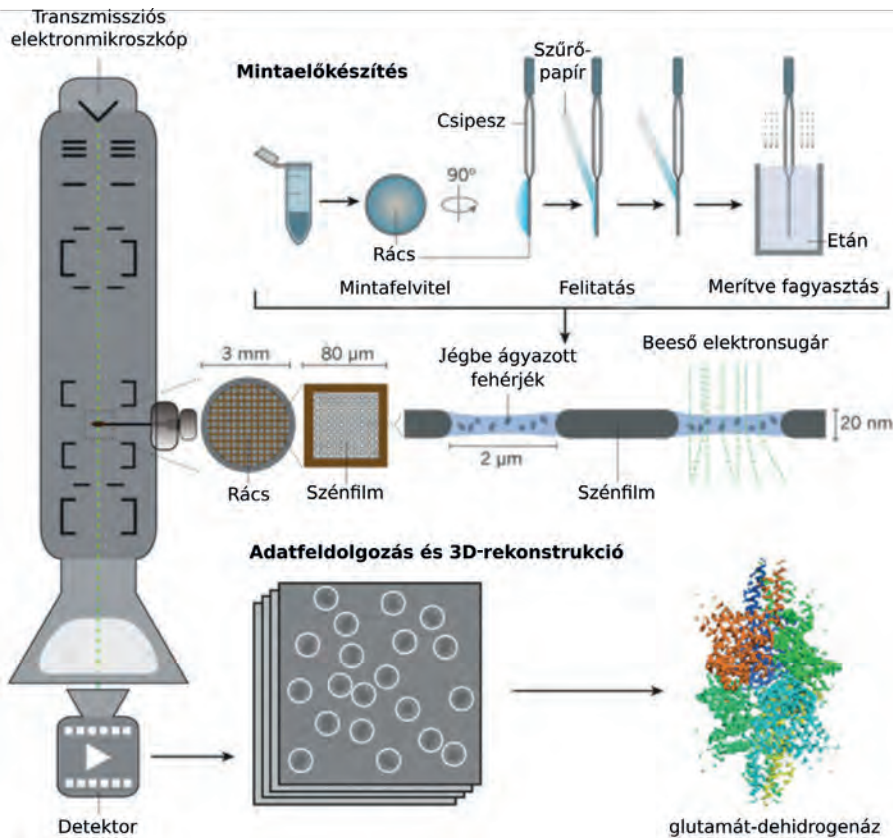 Transzmissziós
elektronmikroszkóp
Mintaelőkészítés
Szűrő-
papír
Csipesz
90°
Rács
Etán
Mintafelvitel
Felitatás
Merítve fagyasztás
3 mm
80 µm
Jégbe ágyazott
fehérjék
Beeső elektronsugár
20 nm
2 µm
Rács
Szénfilm
Szénfilm
Adatfeldolgozás és 3D-rekonstrukció
Detektor
glutamát-dehidrogenáz